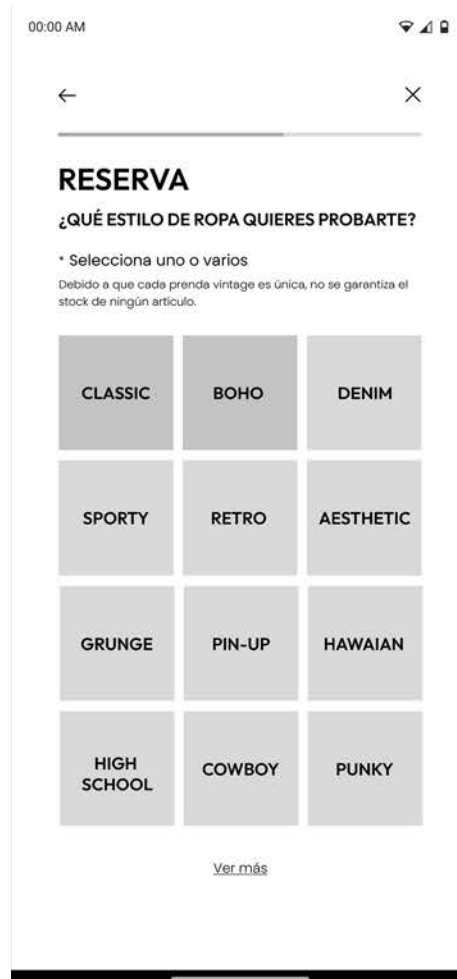 00:00 AM
RESERVA
¿QUÉ ESTILO DE ROPA QUIERES PROBARTE?
* Selecciona uno o varios
Debido a que cada prenda vintage es única, no se garantiza el
stock de ningún artículo.
CLASSIC
BOHO
DENIM
SPORTY
RETRO
AESTHETIC
GRUNGE
PIN-UP
HAWAIAN
HIGH
SCHOOL
COWBOY
PUNKY
Ver más